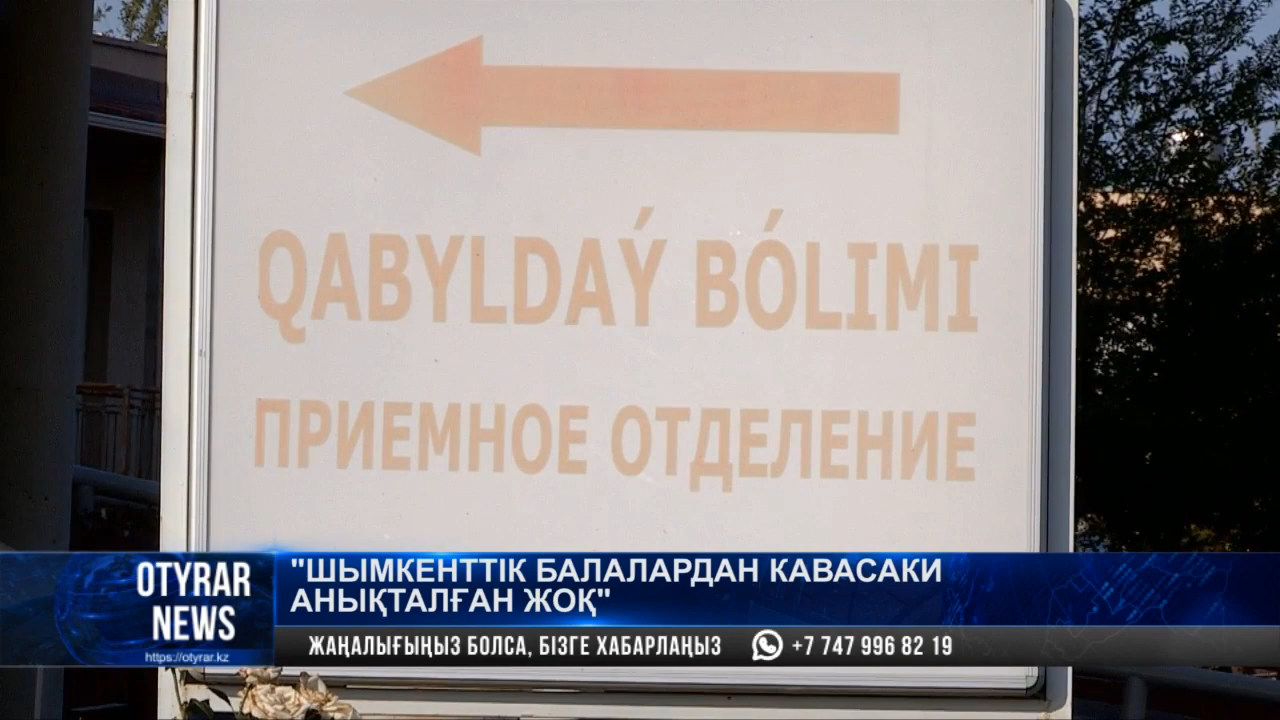 QABYLDAÝ BÓLIMI
ПРИЕМНОЕ ОТДЕЛЕНИЕ
OTYRAR
NEWS
https://otyrar.kz
"ШЫМКЕНТТІК БАЛАЛАРДАН КАВАСАКИ
АНЫҚТАЛҒАН ЖОҚ"
ЖАҢАЛЫҒЫҢЫЗ БОЛСА, БІЗГЕ ХАБАРЛАҢЫЗ +7 747 996 82 19